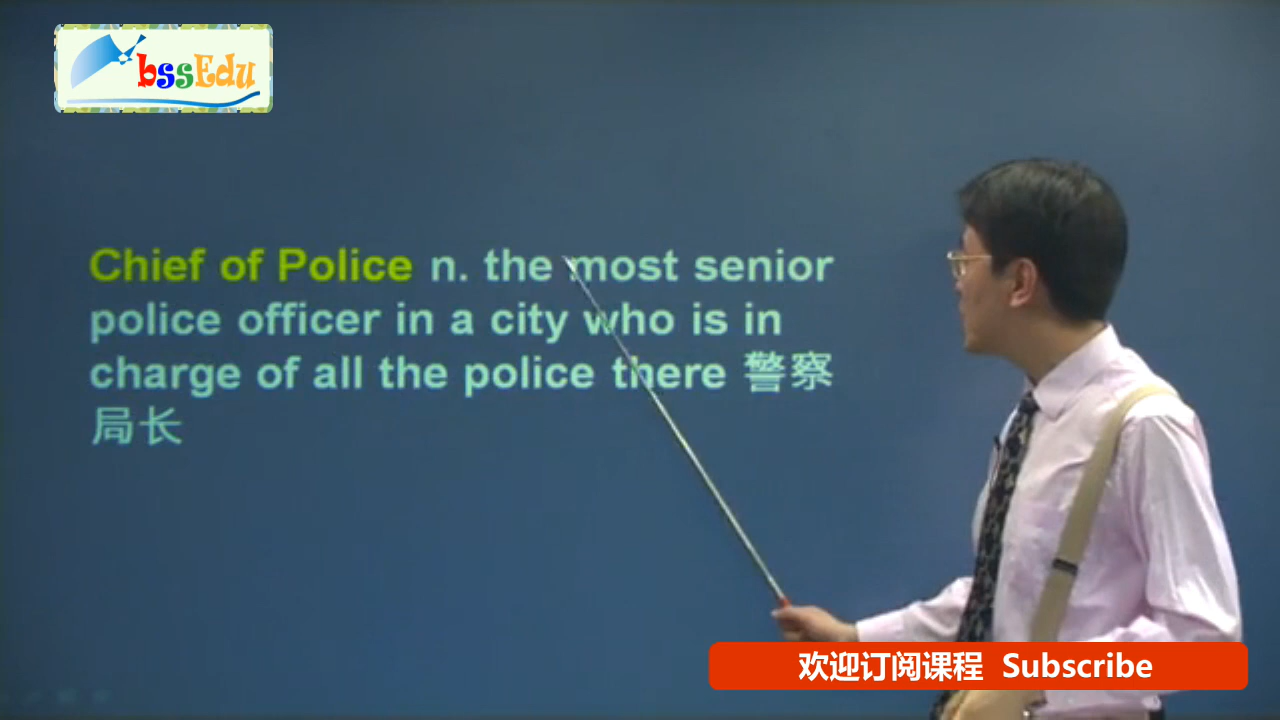 bssEdu
Chief of Police n. the most senior
police officer in a city who is in
charge of all the police there 警察
局长
欢迎订阅课程 Subscribe